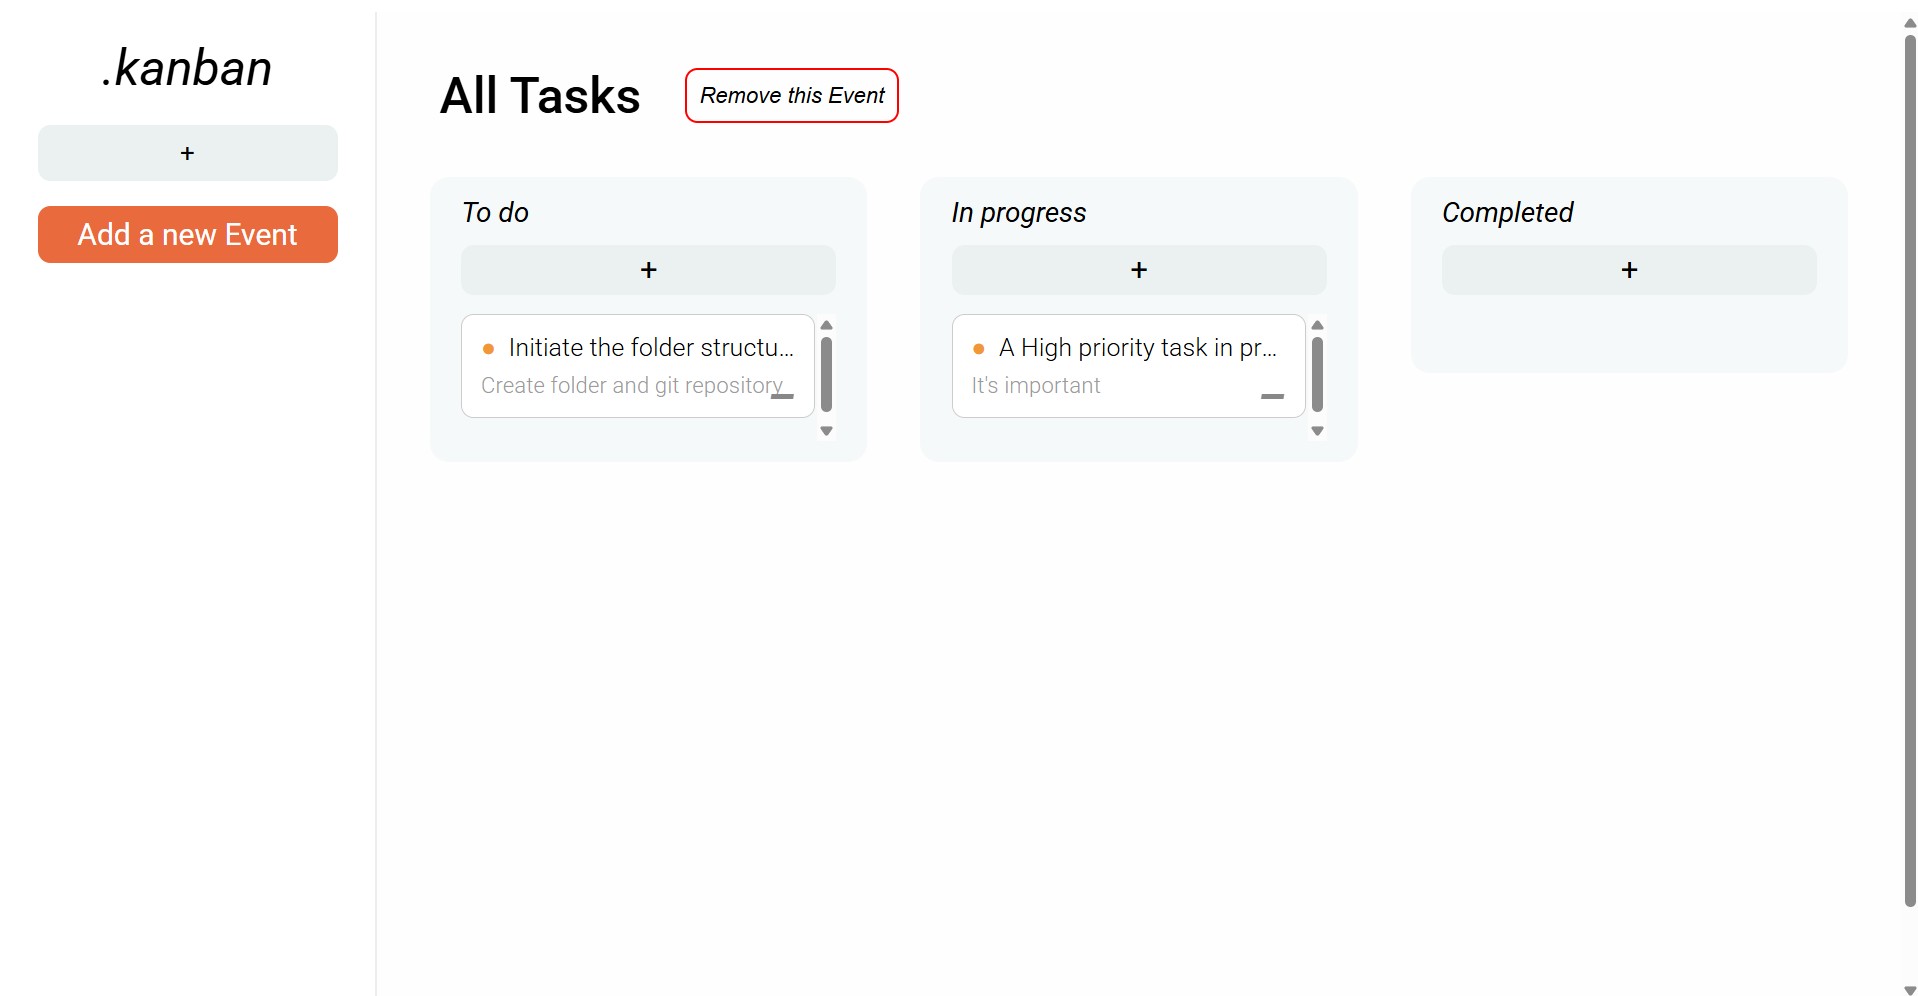 .kanban
+
Add a new Event
All Tasks
Remove this Event
To do
+
Initiate the folder structu...
Create folder and git repository
In progress
+
A High priority task in pr...
It's important
Completed
+